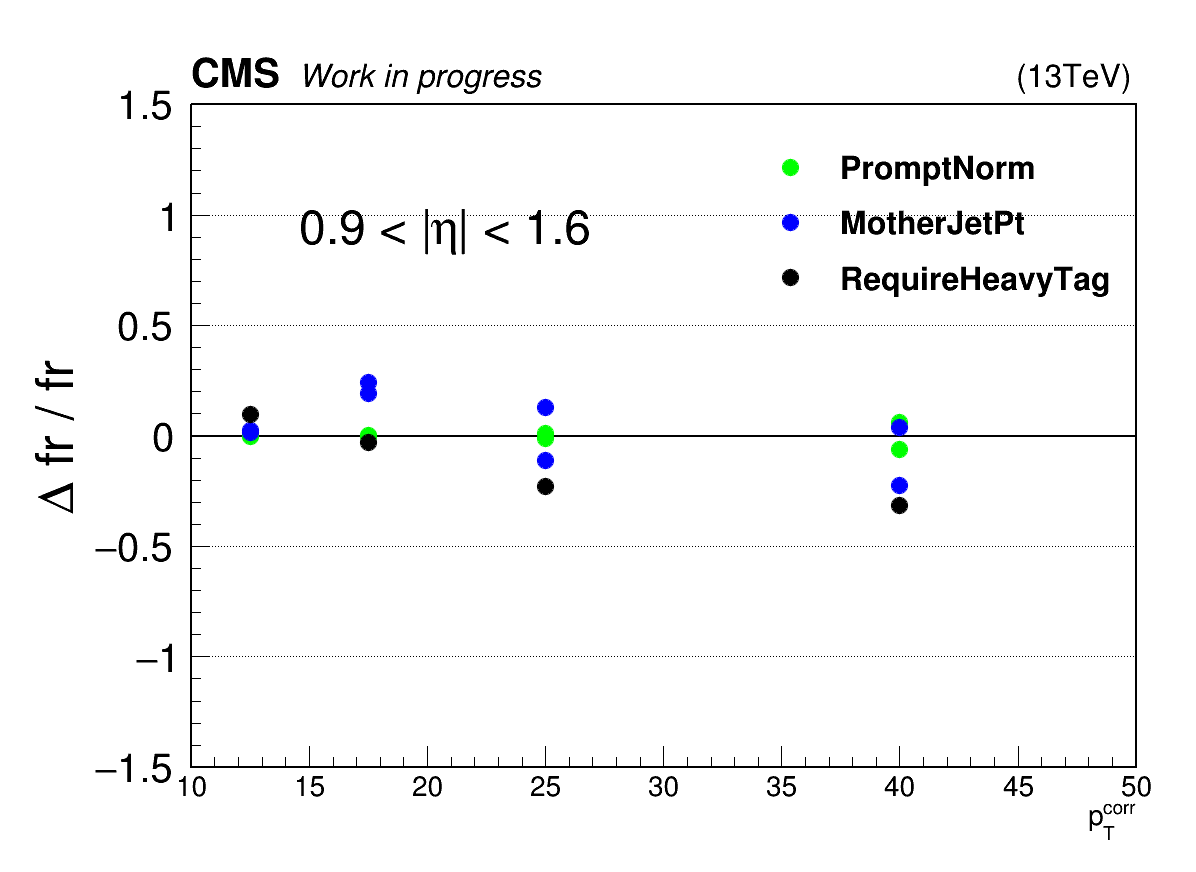 CMS Work in progress (13TeV)
1.5
1
0.5
0
−0.5
−1
−1.5
Δ fr / fr
0.9 < |η| < 1.6
PromptNorm
MotherJetPt
RequireHeavyTag
10 15 20 25 30 35 40 45 50
p_T^corr